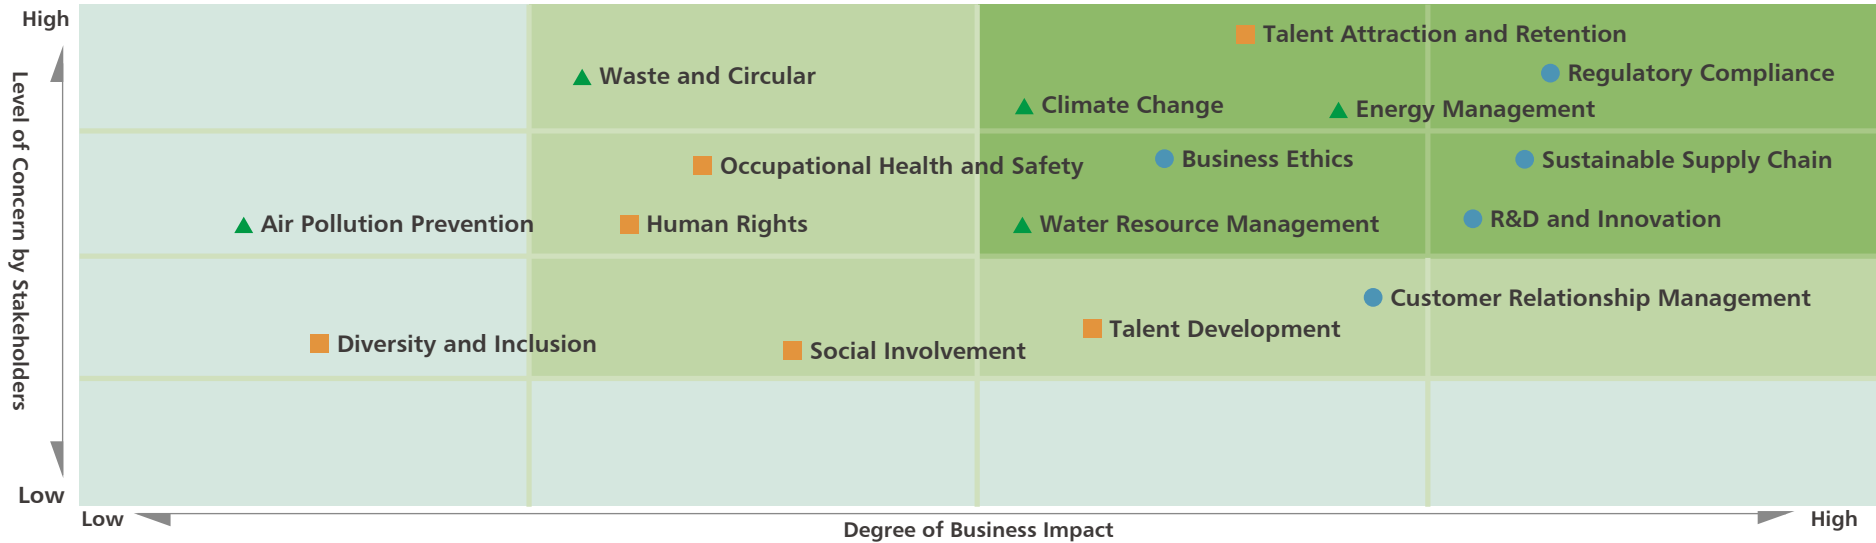 High
Talent Attraction and Retention
Waste and Circular
Regulatory Compliance
Climate Change
Energy Management
Occupational Health and Safety
Business Ethics
Sustainable Supply Chain
Air Pollution Prevention
Human Rights
Water Resource Management
R&D and Innovation
Customer Relationship Management
Talent Development
Diversity and Inclusion
Social Involvement
Level of Concern by Stakeholders
Low
Low
Degree of Business Impact
High